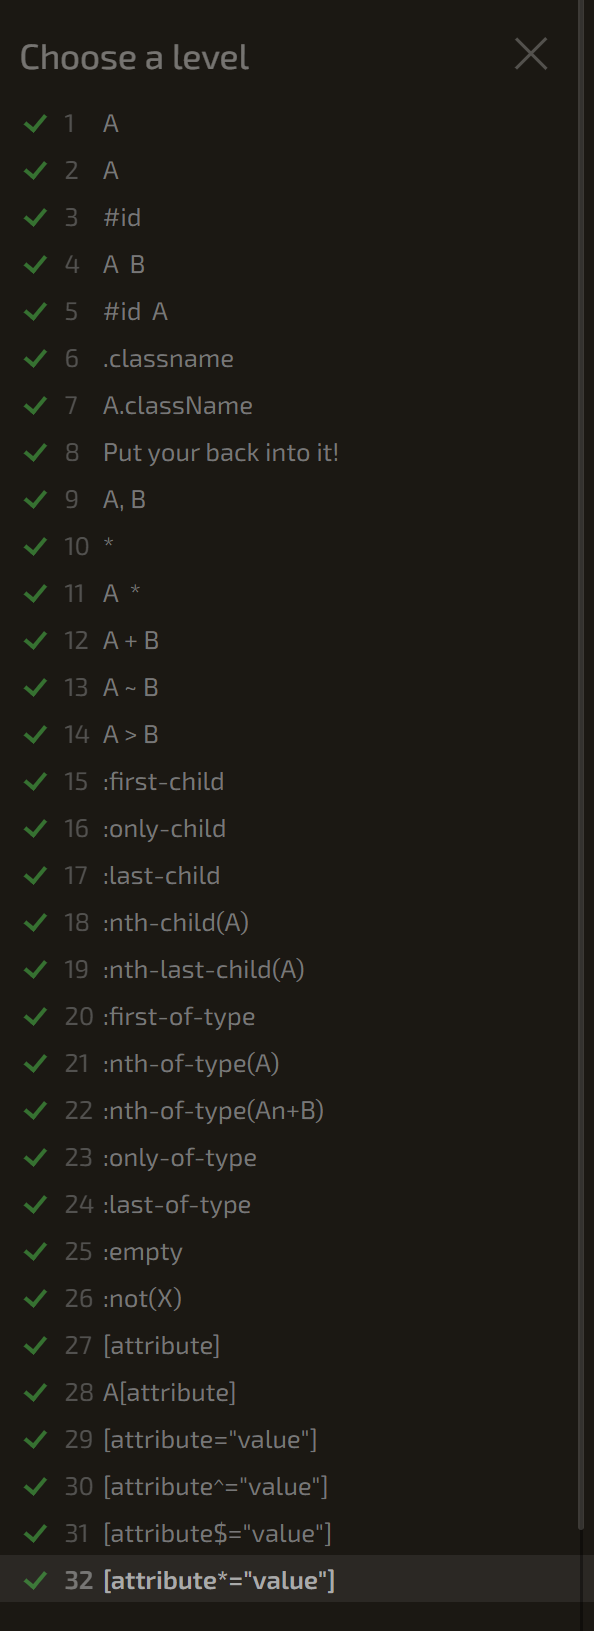 Choose a level
1 A
2 A
3 #id
4 A B
5 #id A
6 .classname
7 A.className
8 Put your back into it!
9 A, B
10 *
11 A *
12 A + B
13 A ~ B
14 A > B
15 :first-child
16 :only-child
17 :last-child
18 :nth-child(A)
19 :nth-last-child(A)
20 :first-of-type
21 :nth-of-type(A)
22 :nth-of-type(An+B)
23 :only-of-type
24 :last-of-type
25 :empty
26 :not(X)
27 [attribute]
28 A[attribute]
29 [attribute="value"]
30 [attribute^="value"]
31 [attribute$="value"]
32 [attribute*="value"]